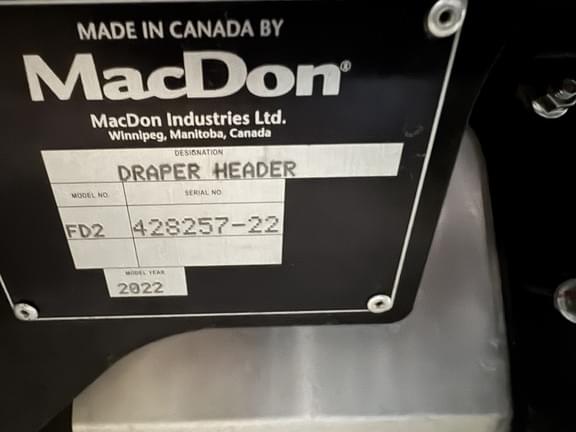 MADE IN CANADA BY
MacDon®
MacDon Industries Ltd.
Winnipeg, Manitoba, Canada
DESIGNATION
DRAPER HEADER
MODEL NO. SERIAL NO.
FD2 428257-22
MODEL YEAR
2022